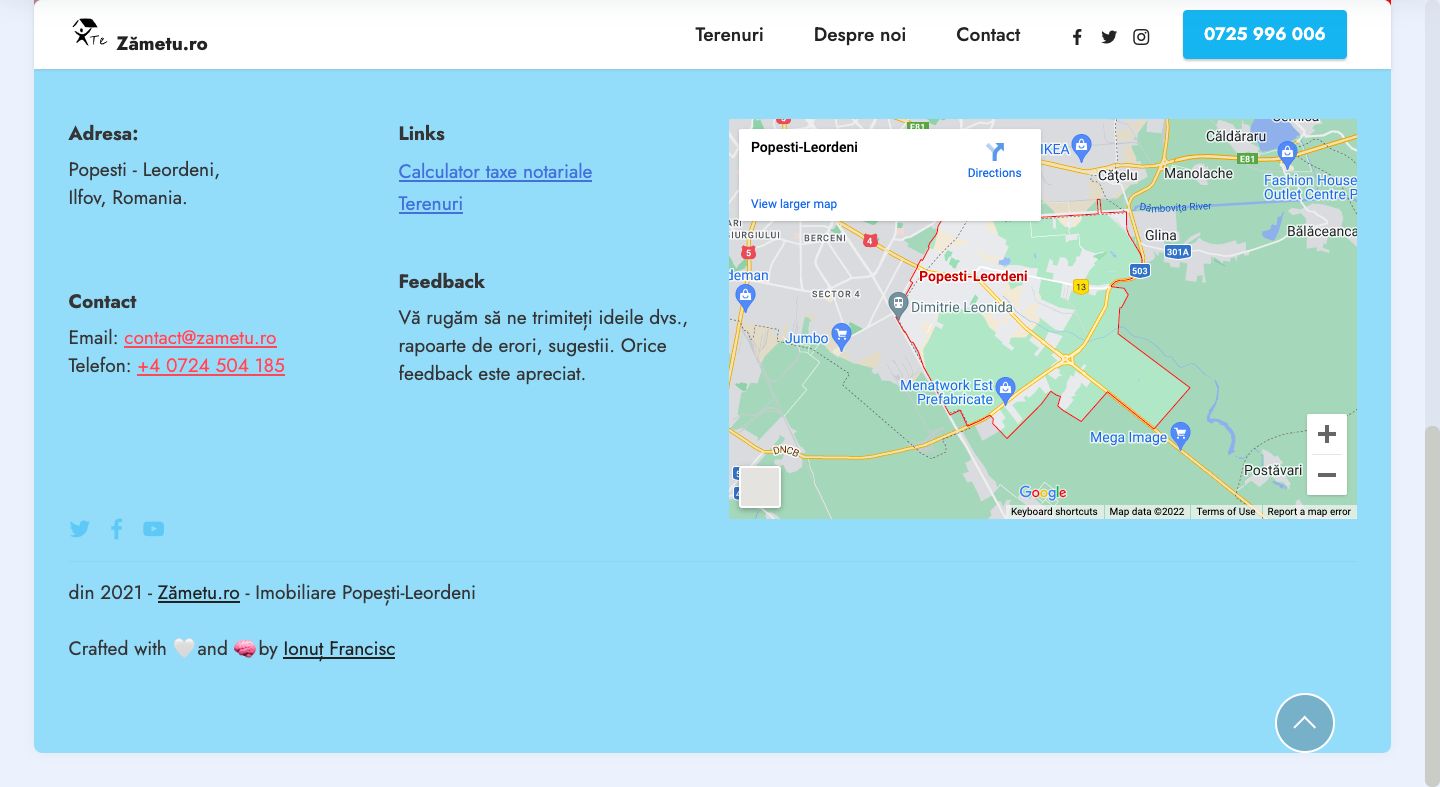 Te Zămetu.ro
Terenuri
Despre noi
Contact
0725 996 006
Adresa:
Popesti - Leordeni,
Ilfov, Romania.
Contact
Email: contact@zametu.ro
Telefon: +4 0724 504 185
Links
Calculator taxe notariale
Terenuri
Feedback
Vă rugăm să ne trimiteți ideile dvs.,
rapoarte de erori, sugestii. Orice
feedback este apreciat.
Popesti-Leordeni
Directions
View larger map
E81
IKEA
Căldăraru
E81
Cățelu
Manolache
Fashion House
Outlet Centre P
Dâmbovița River
Glina
Bălăceanca
301A
503
GIURGIULUI
BERCENI
4
5
deman
Popesti-Leordeni
13
SECTOR 4
Dimitrie Leonida
Jumbo
Menatwork Est
Prefabricate
Mega Image
DNCB
Postăvari
Google
Keyboard shortcuts
Map data ©2022
Terms of Use
Report a map error
din 2021 - Zămetu.ro - Imobiliare Popești-Leordeni
Crafted with 🤍 and 🧠 by Ionuț Francisc